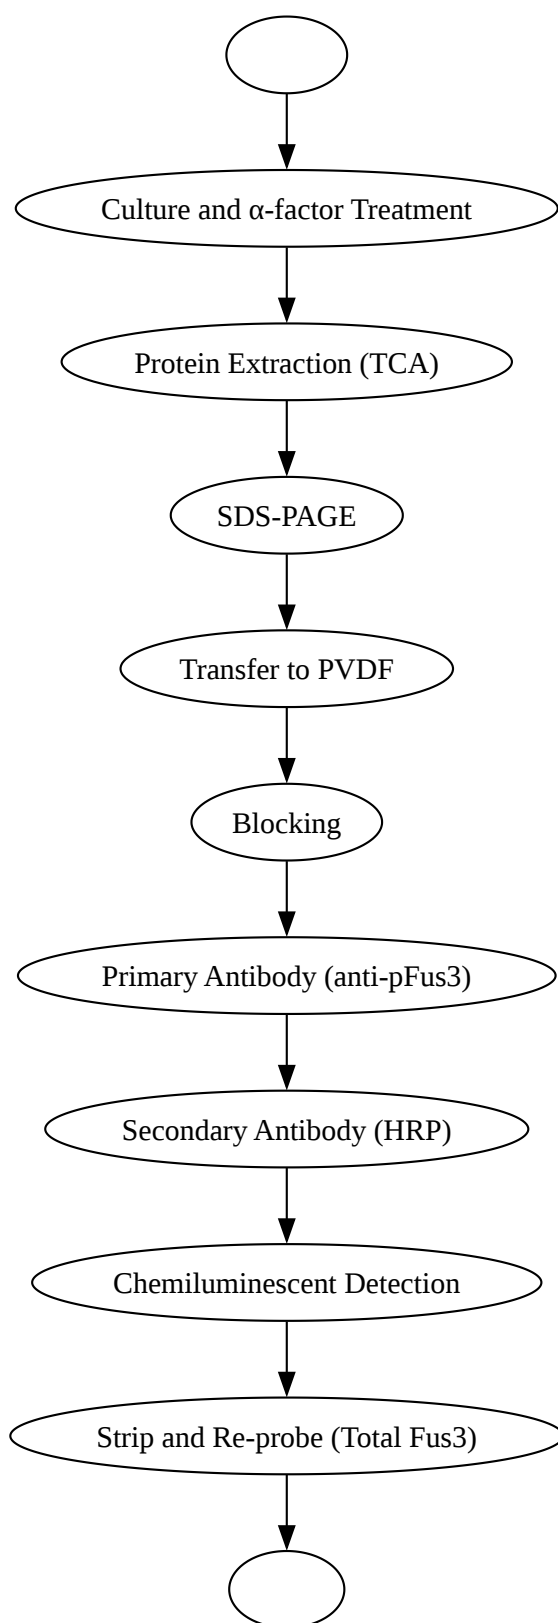 Culture and α-factor Treatment
Protein Extraction (TCA)
SDS-PAGE
Transfer to PVDF
Blocking
Primary Antibody (anti-pFus3)
Secondary Antibody (HRP)
Chemiluminescent Detection
Strip and Re-probe (Total Fus3)